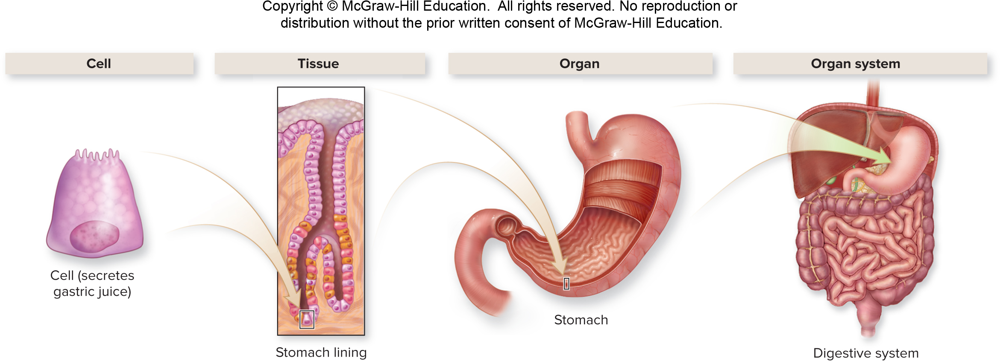 Copyright © McGraw-Hill Education.  All rights reserved. No reproduction or
distribution without the prior written consent of McGraw-Hill Education.
Cell
Tissue
Organ
Organ system
Cell (secretes
gastric juice)
Stomach lining
Stomach
Digestive system